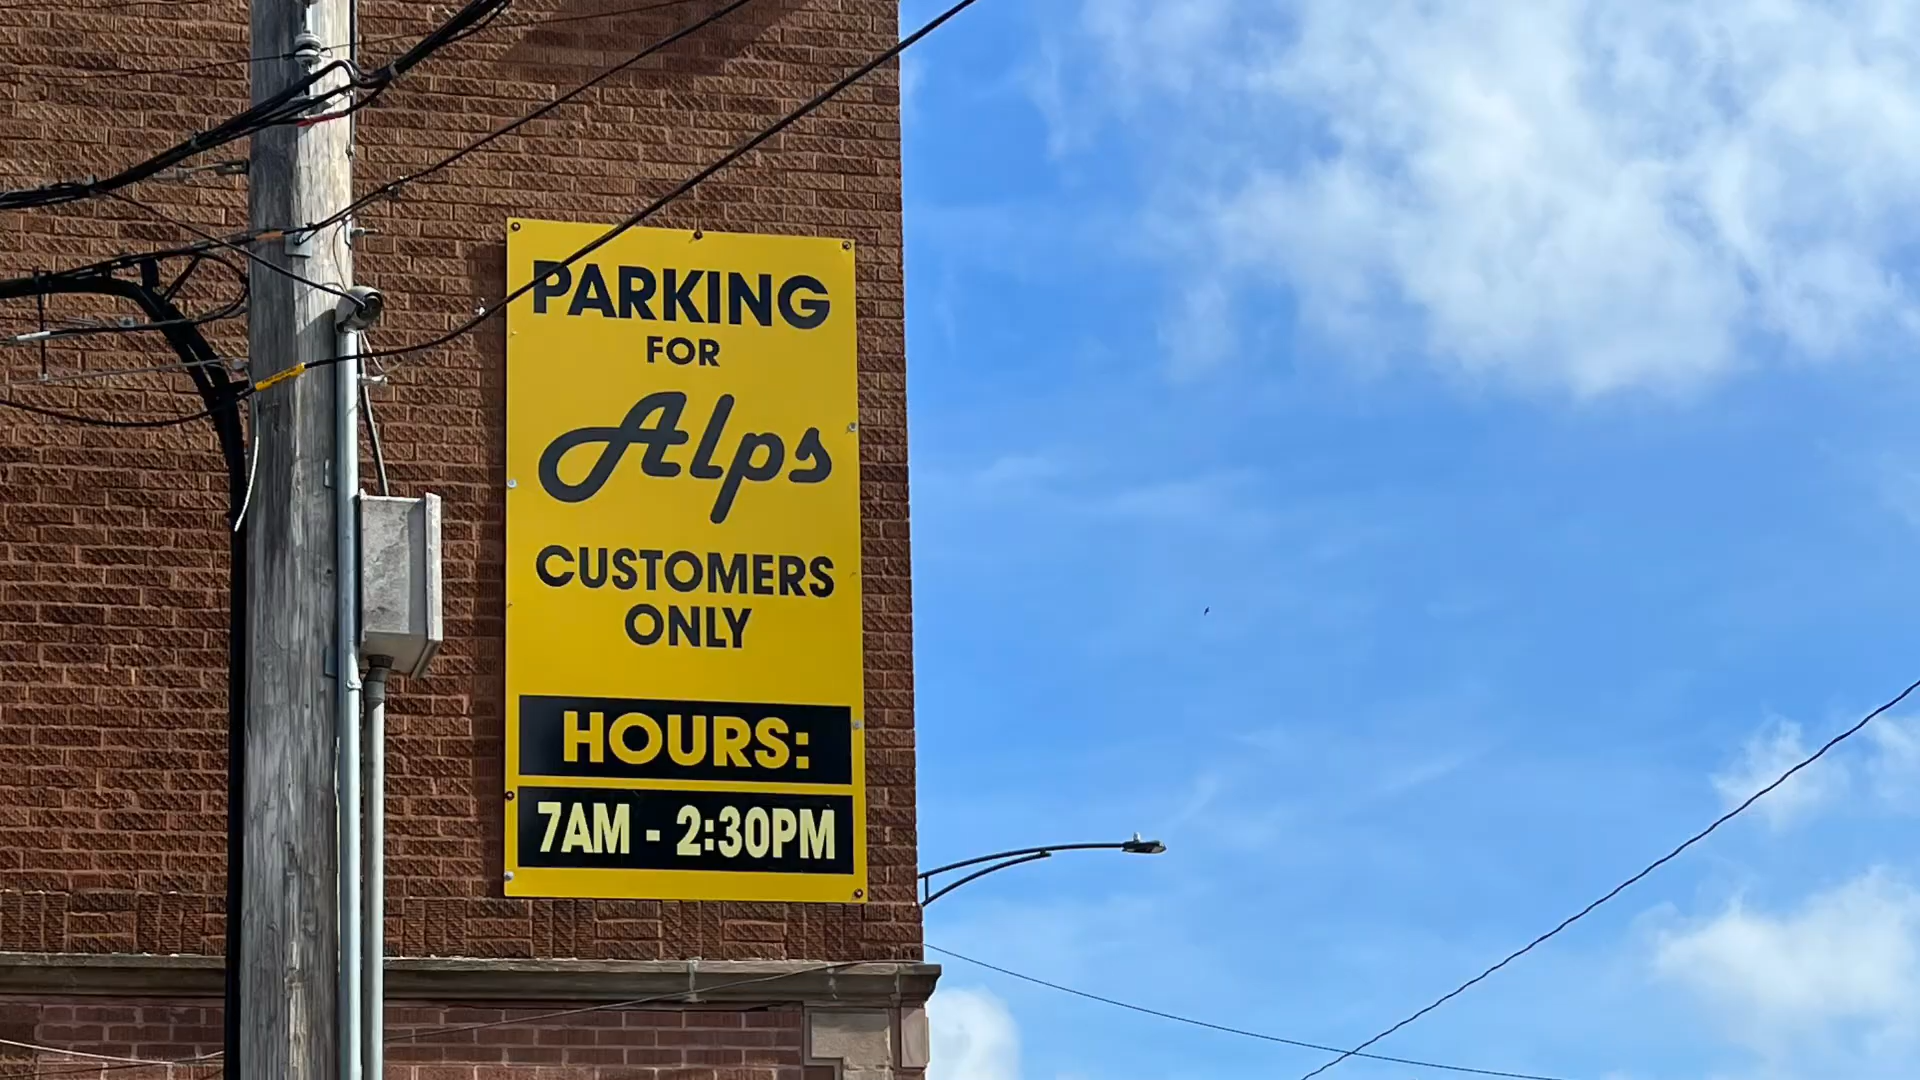 PARKING
FOR
Alps
CUSTOMERS
ONLY
HOURS:
7AM - 2:30PM